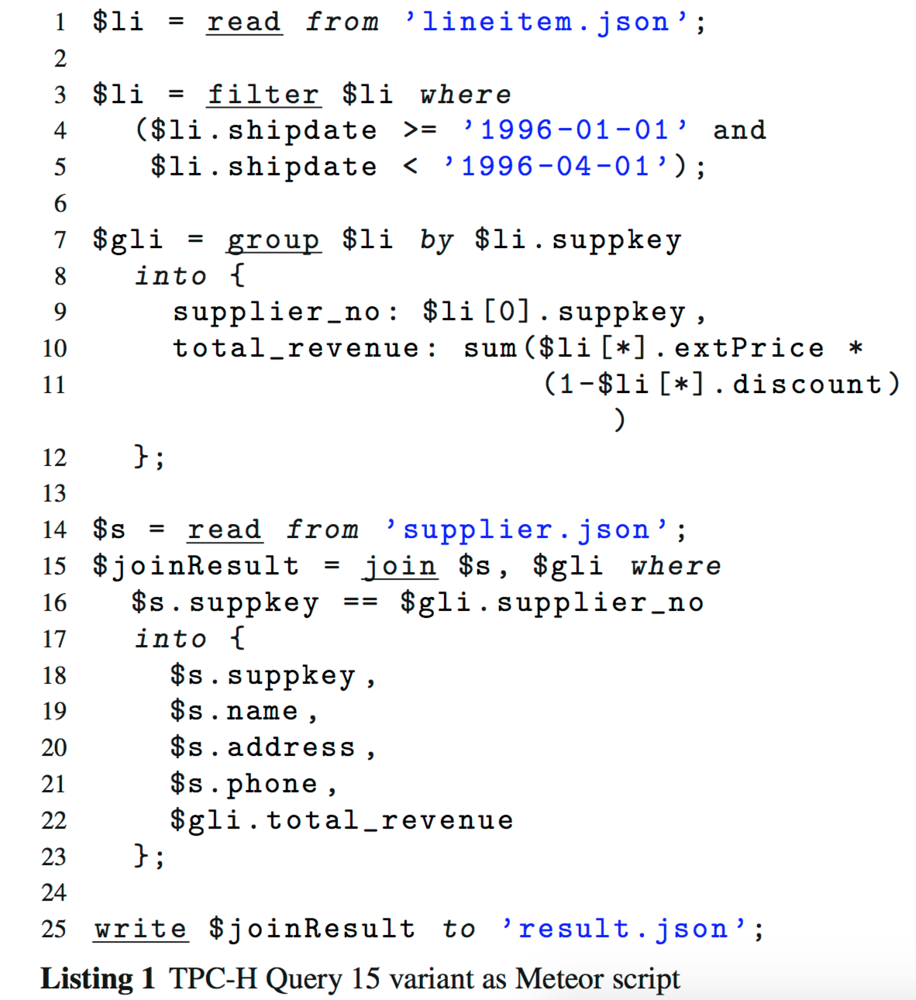 1 $li = read from 'lineitem.json';
2
3 $li = filter $li where
4 ($li.shipdate >= '1996-01-01' and
5 $li.shipdate < '1996-04-01');
6
7 $gli = group $li by $li.suppkey
8 into {
9 supplier_no: $li[0].suppkey,
10 total_revenue: sum($li[*].extPrice *
11 (1-$li[*].discount)
)
12 };
13
14 $s = read from 'supplier.json';
15 $joinResult = join $s, $gli where
16 $s.suppkey == $gli.supplier_no
17 into {
18 $s.suppkey,
19 $s.name,
20 $s.address,
21 $s.phone,
22 $gli.total_revenue
23 };
24
25 write $joinResult to 'result.json';
Listing 1 TPC-H Query 15 variant as Meteor script